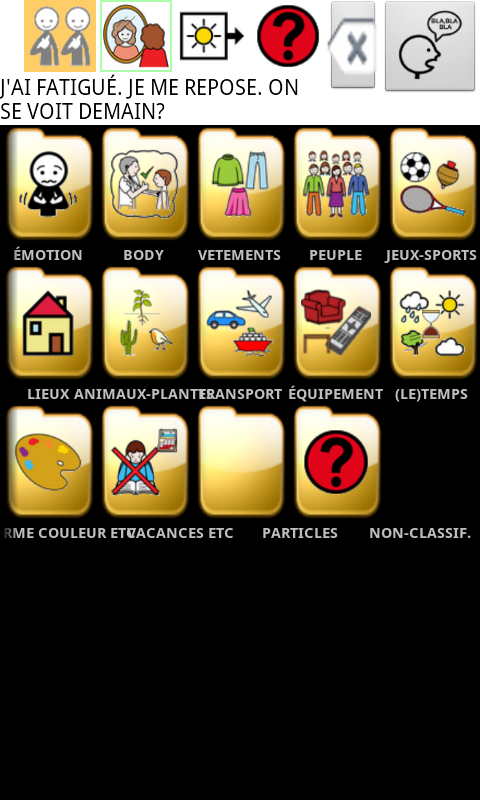 BLA,BLA
BLA
J'AI FATIGUÉ. JE ME REPOSE. ON
SE VOIT DEMAIN?
ÉMOTION BODY VETEMENTS PEUPLE JEUX-SPORTS
LIEUX ANIMAUX-PLANTES TRANSPORT ÉQUIPEMENT (LE)TEMPS
RME COULEUR ETC VACANCES ETC PARTICLES NON-CLASSIF.